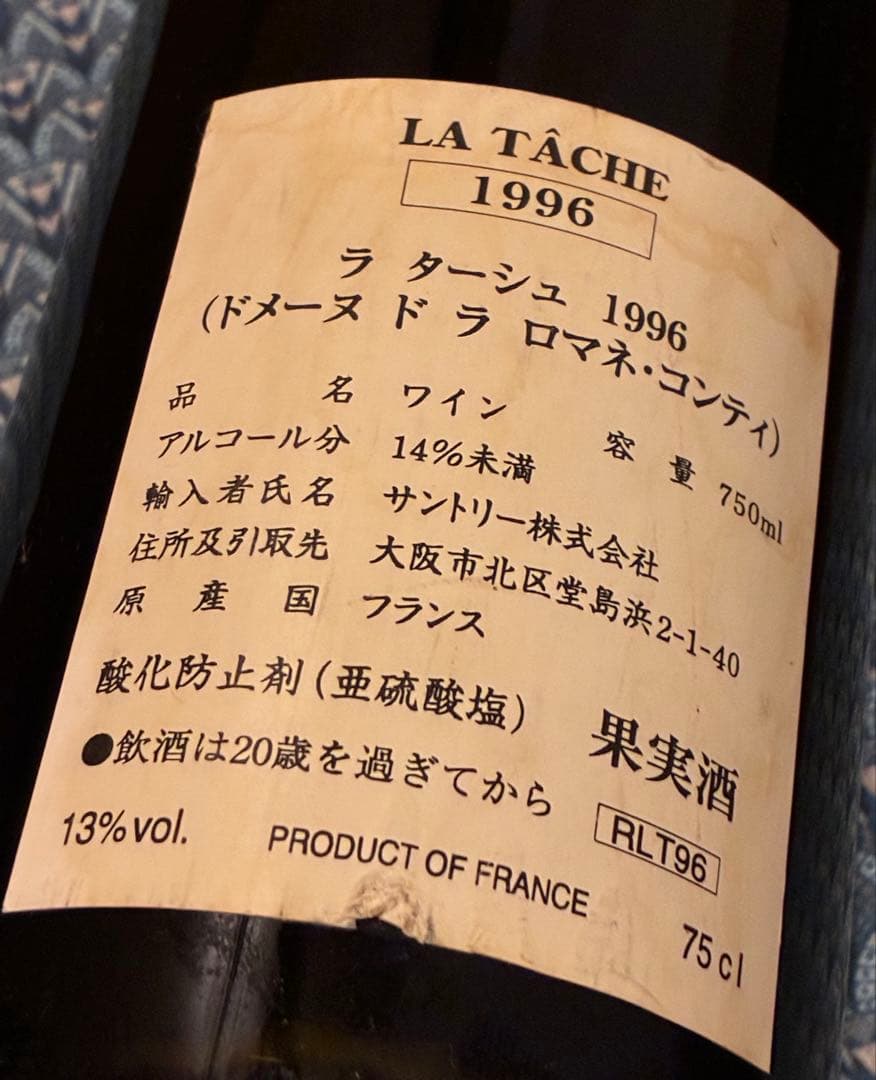 LA TÂCHE
1996
ラ ターシュ 1996
(ドメーヌ ド ラ ロマネ・コンティ)
品名 ワイン 容量 750ml
アルコール分 14%未満
輸入者氏名 サントリー株式会社
住所及引取先 大阪市北区堂島浜2-1-40
原産国 フランス
酸化防止剤(亜硫酸塩)
果実酒
●飲酒は20歳を過ぎてから
RLT96
13%vol. PRODUCT OF FRANCE 75cl